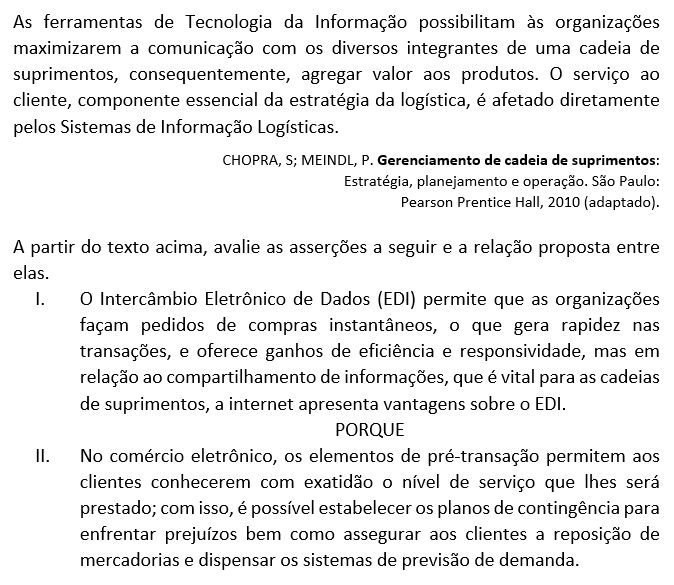 As ferramentas de Tecnologia da Informação possibilitam às organizações
maximizarem a comunicação com os diversos integrantes de uma cadeia de
suprimentos, consequentemente, agregar valor aos produtos. O serviço ao
cliente, componente essencial da estratégia da logística, é afetado diretamente
pelos Sistemas de Informação Logísticas.
CHOPRA, S; MEINDL, P. Gerenciamento de cadeia de suprimentos:
Estratégia, planejamento e operação. São Paulo:
Pearson Prentice Hall, 2010 (adaptado).
A partir do texto acima, avalie as asserções a seguir e a relação proposta entre
elas.
I. O Intercâmbio Eletrônico de Dados (EDI) permite que as organizações
façam pedidos de compras instantâneos, o que gera rapidez nas
transações, e oferece ganhos de eficiência e responsividade, mas em
relação ao compartilhamento de informações, que é vital para as cadeias
de suprimentos, a internet apresenta vantagens sobre o EDI.
PORQUE
II. No comércio eletrônico, os elementos de pré-transação permitem aos
clientes conhecerem com exatidão o nível de serviço que lhes será
prestado; com isso, é possível estabelecer os planos de contingência para
enfrentar prejuízos bem como assegurar aos clientes a reposição de
mercadorias e dispensar os sistemas de previsão de demanda.